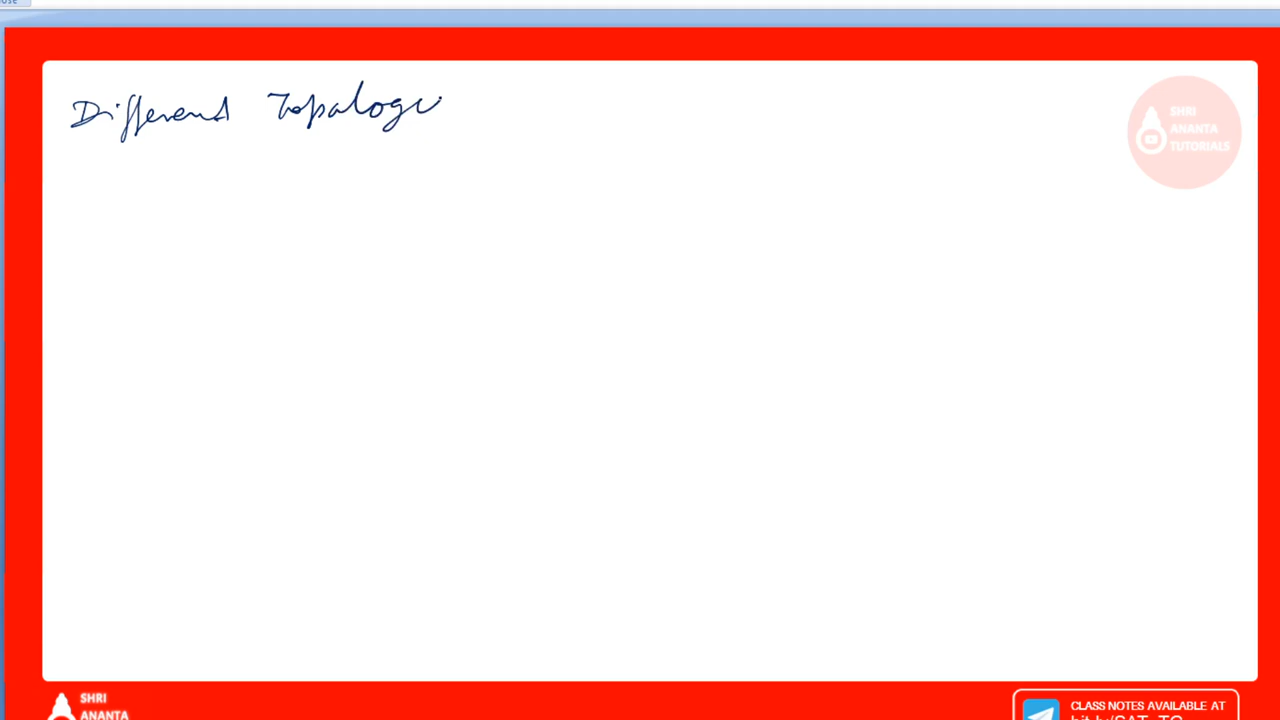 Different Topalogi
SHRI
ANANTA
TUTORIALS
SHRI
ANANTA
CLASS NOTES AVAILABLE AT